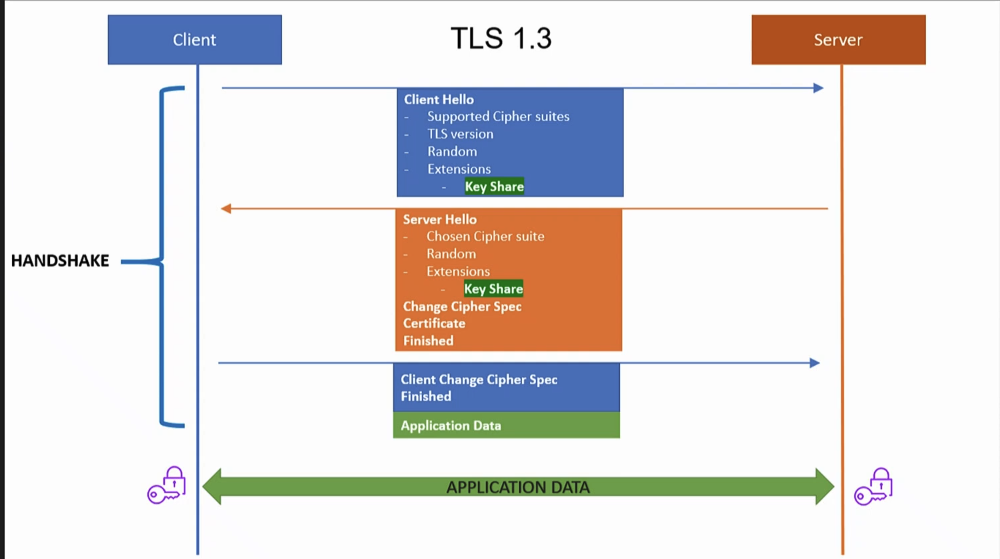 Client
TLS 1.3
Server
Client Hello
- Supported Cipher suites
- TLS version
- Random
- Extensions
- Key Share
HANDSHAKE
Server Hello
- Chosen Cipher suite
- Random
- Extensions
- Key Share
Change Cipher Spec
Certificate
Finished
Client Change Cipher Spec
Finished
Application Data
APPLICATION DATA